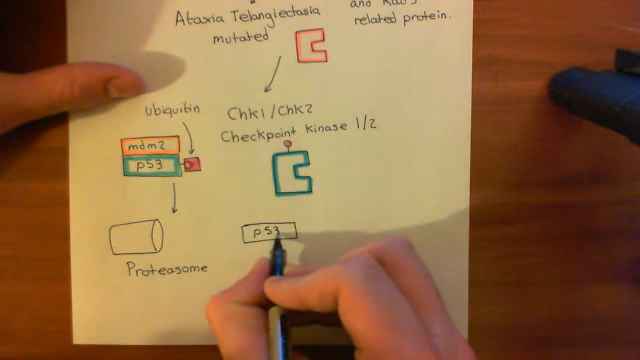 Ataxia Telangiectasia
mutated
and Rad3
related protein.
Ubiquitin
Chk1/Chk2
Checkpoint kinase 1/2
mdm2
p53
p53
Proteasome